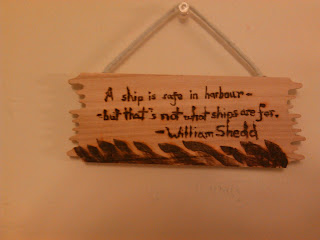 A ship is safe in harbour-
-but that's not what ships are for.
-William Shedd